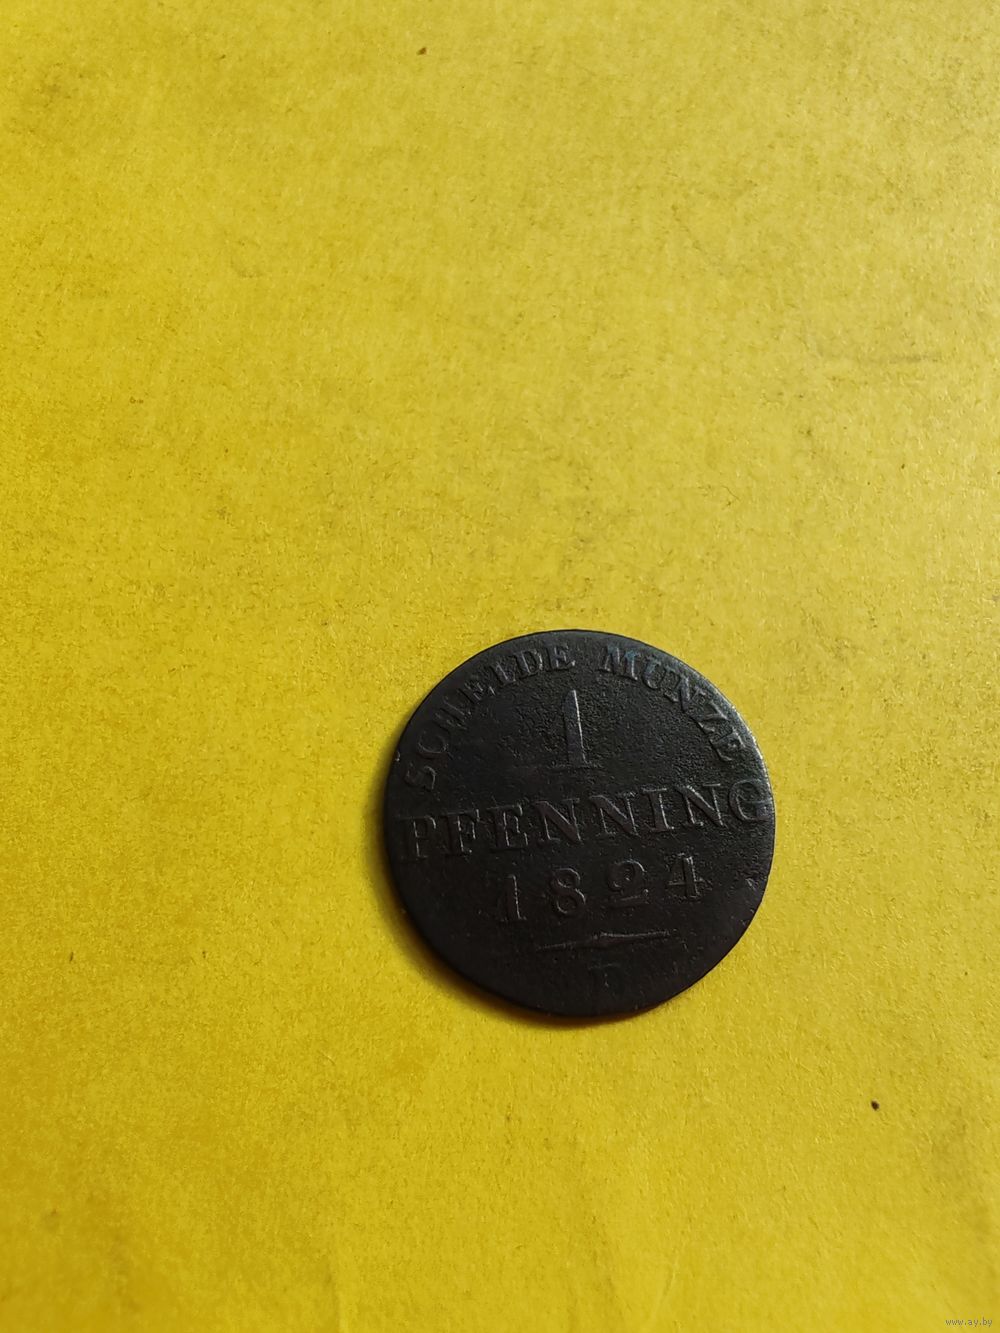 SCHEIDE MUNZE
1
PFENNING
1824
D
www.ay.by